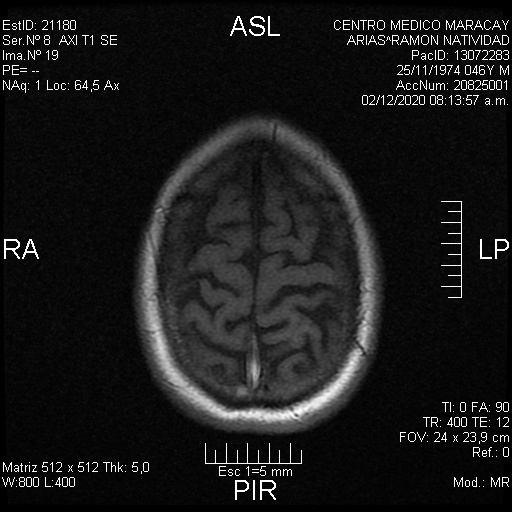 ASL
EstID: 21180
Ser.Nº 8 AXI T1 SE
Ima.Nº 19
PE= --
NAq: 1 Loc: 64,5 Ax
CENTRO MEDICO MARACAY
ARIAS^RAMON NATIVIDAD
PacID: 13072283
25/11/1974 046Y M
AccNum: 20825001
02/12/2020 08:13:57 a.m.
RA
LP
TI: 0 FA: 90
TR: 400 TE: 12
FOV: 24 x 23,9 cm
Ref.: 0
Mod.: MR
Matriz 512 x 512 Thk: 5,0
W:800 L:400
Esc 1=5 mm
PIR